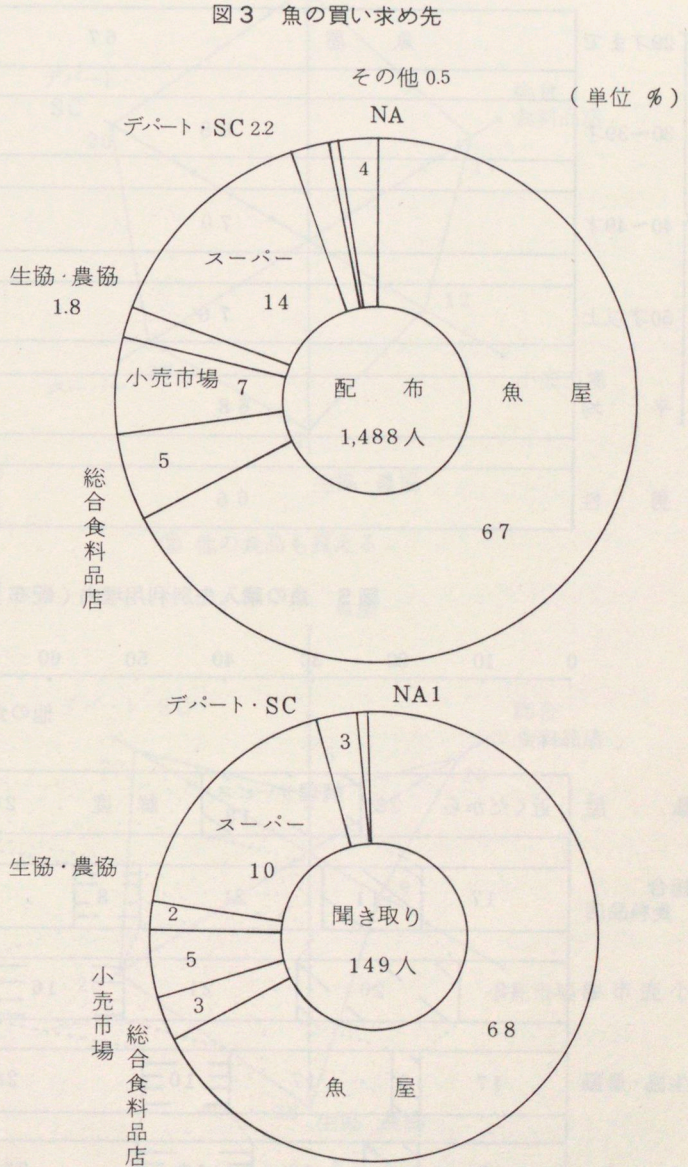 図3 魚の買い求め先
(単位 %)
その他 0.5
NA
デパート・SC 2.2
4
スーパー
14
生協・農協
1.8
小売市場 7
5
総合食料品店
配布
1,488人
魚屋
67
デパート・SC
NA1
3
スーパー
10
生協・農協
2
5
小売市場
3
総合食料品店
聞き取り
149人
68
魚屋